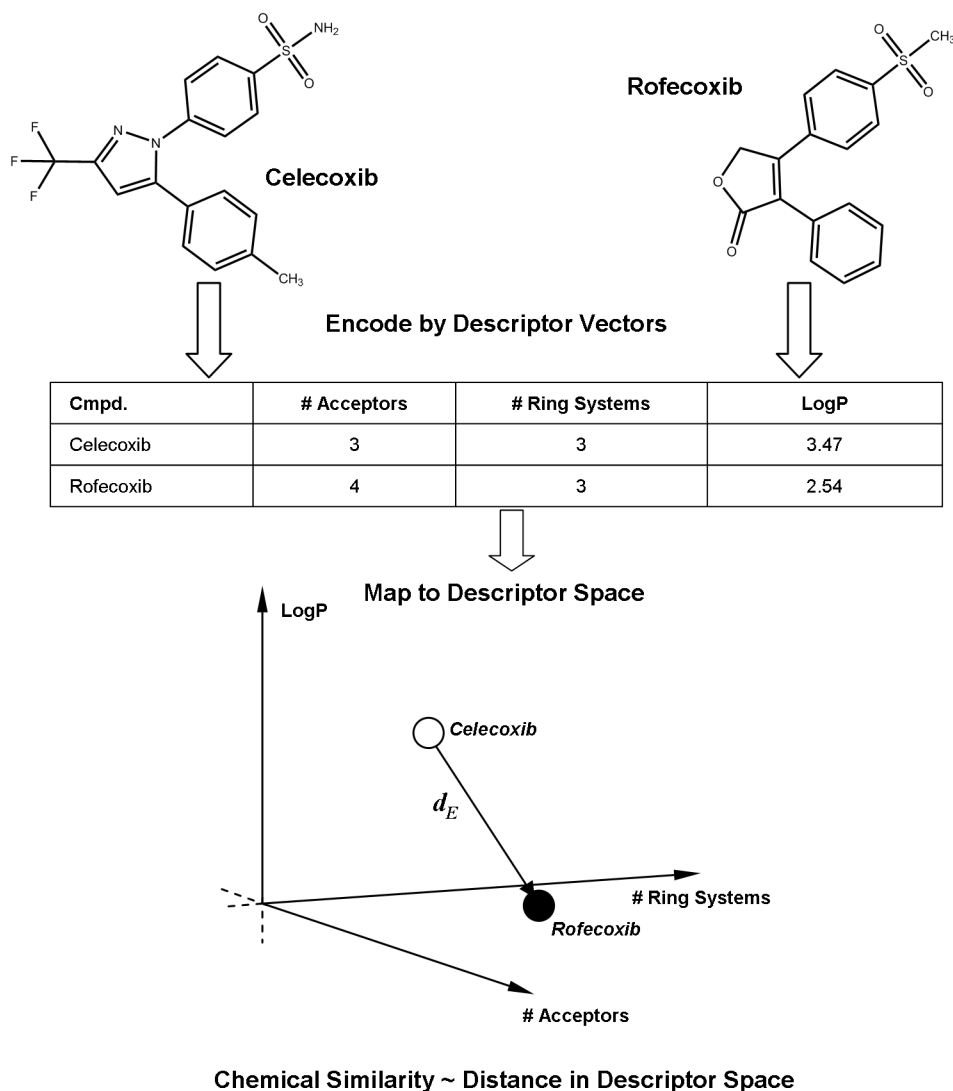 O
NH₂
S
O
F
F
F
N
N
CH₃
Celecoxib
O
CH₃
S
O
O
O
Rofecoxib
Encode by Descriptor Vectors
Cmpd. # Acceptors # Ring Systems LogP
Celecoxib 3 3 3.47
Rofecoxib 4 3 2.54
Map to Descriptor Space
LogP
Celecoxib
d_E
# Ring Systems
Rofecoxib
# Acceptors
Chemical Similarity ~ Distance in Descriptor Space